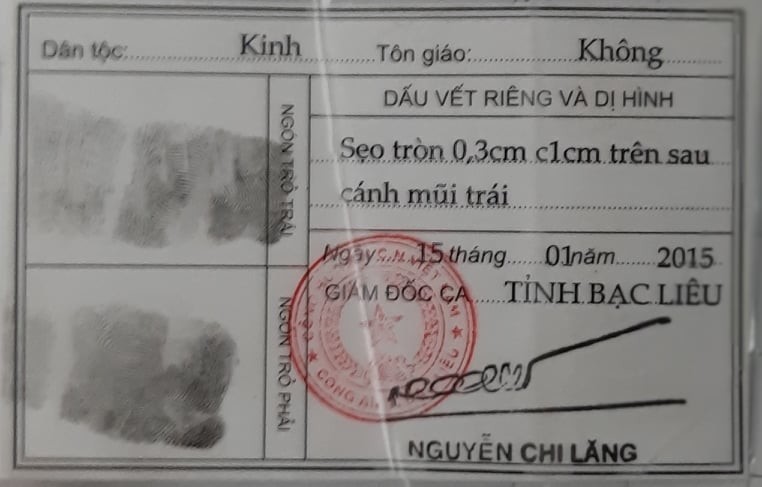 Dân tộc: Kinh Tôn giáo: Không
NGÓN TRỎ TRÁI
DẤU VẾT RIÊNG VÀ DỊ HÌNH
Sẹo tròn 0,3cm c1cm trên sau
cánh mũi trái
NGÓN TRỎ PHẢI
Ngày 15 tháng 01 năm 2015
GIÁM ĐỐC CA TỈNH BẠC LIÊU
CÔNG AN
NGUYỄN CHI LĂNG